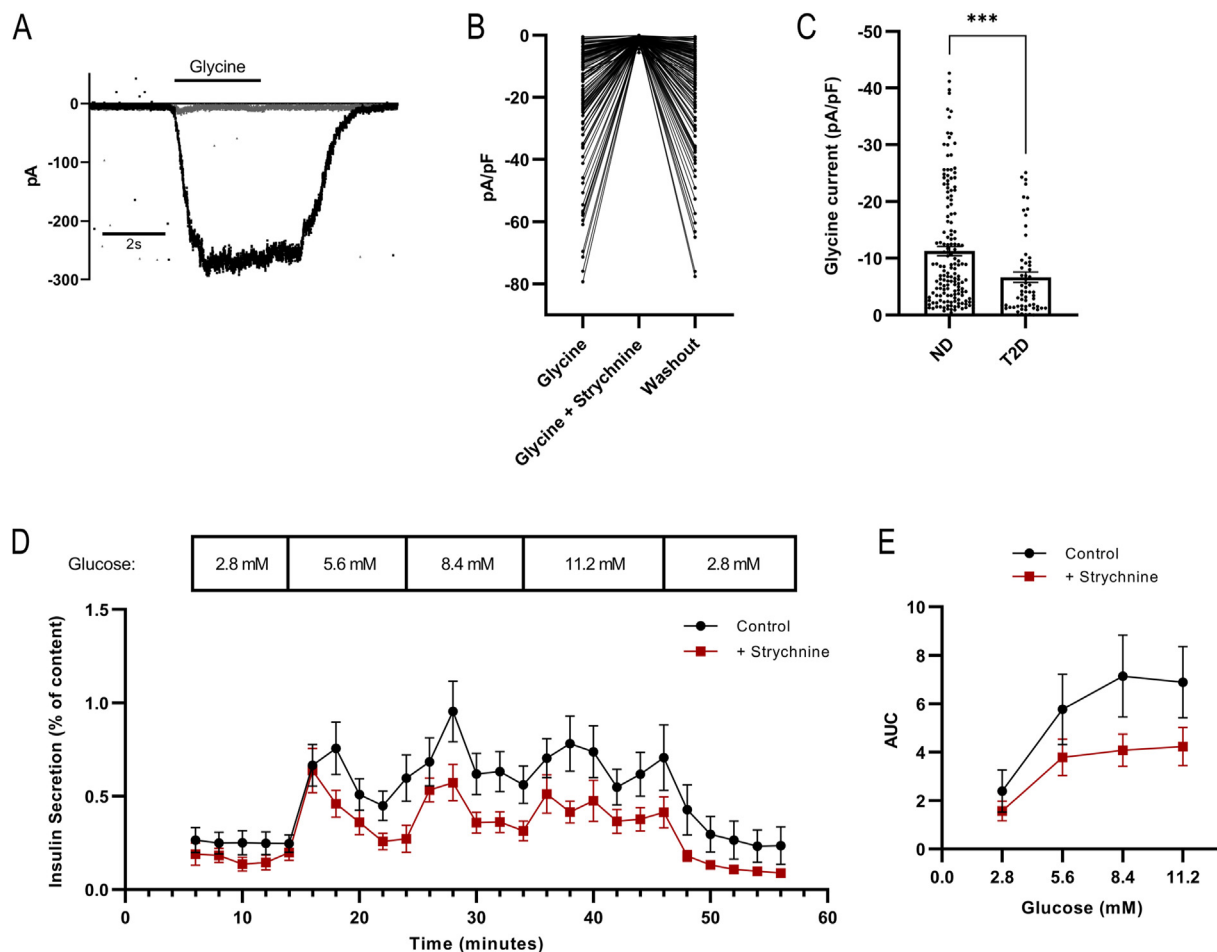 A
Glycine
0
-100
-200
-300
pA
2s
B
0
-20
-40
-60
-80
pA/pF
Glycine
Glycine + Strychnine
Washout
C
***
-50
-40
-30
-20
-10
0
Glycine current (pA/pF)
ND
T2D
D
Glucose:
2.8 mM
5.6 mM
8.4 mM
11.2 mM
2.8 mM
Control
+ Strychnine
1.5
1.0
0.5
0.0
Insulin Secretion (% of content)
0
10
20
30
40
50
60
Time (minutes)
E
Control
+ Strychnine
10
8
6
4
2
0
AUC
0.0
2.8
5.6
8.4
11.2
Glucose (mM)